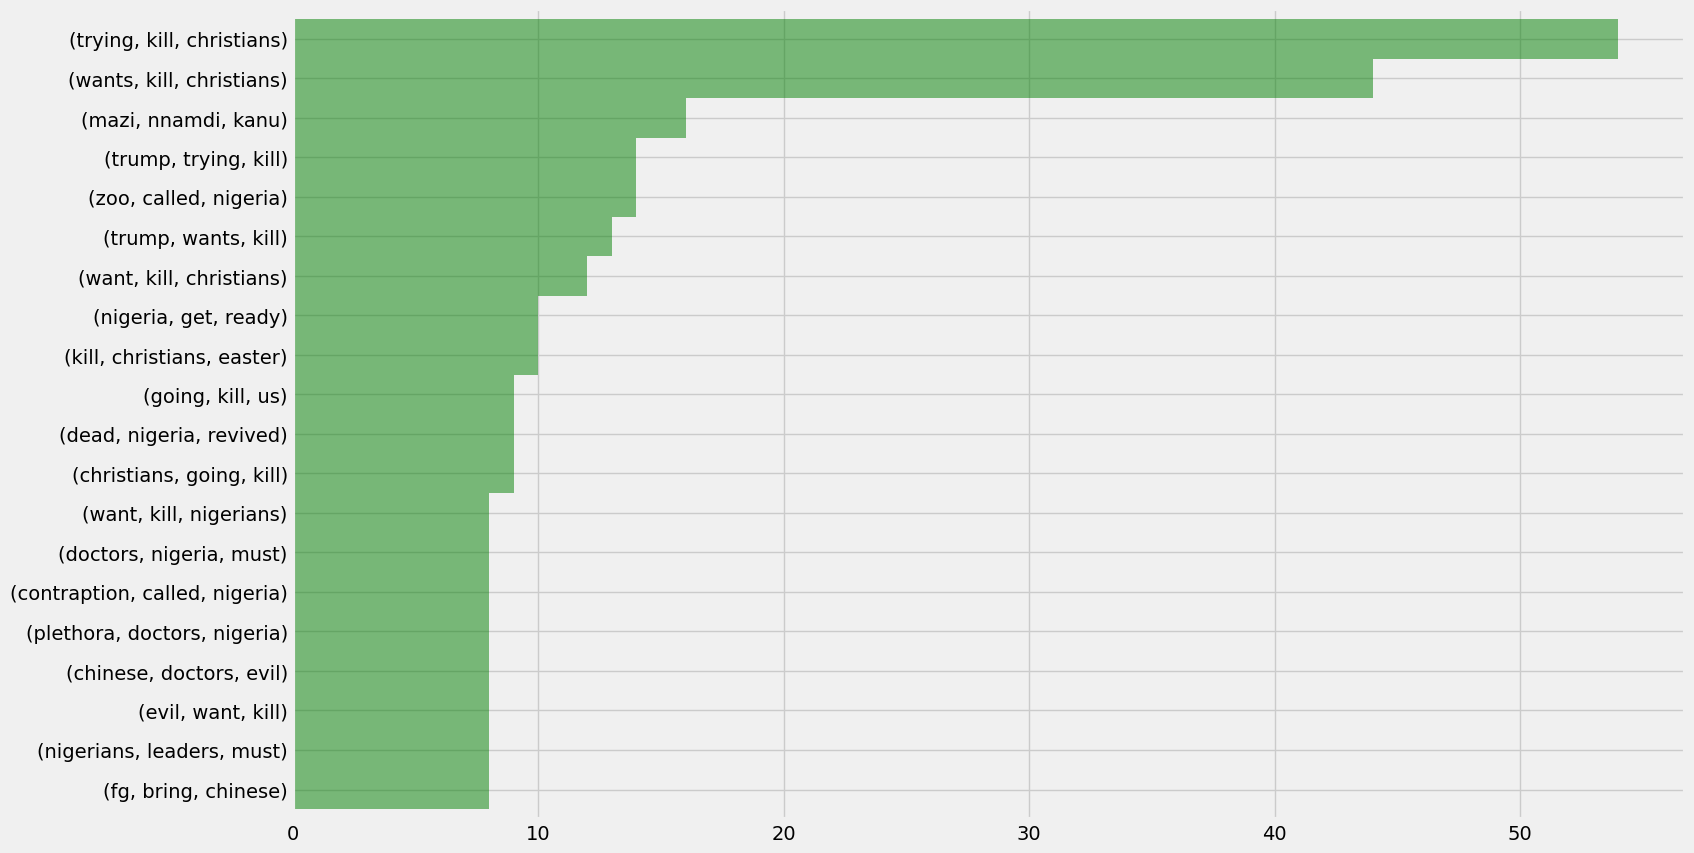 (trying, kill, christians)
(wants, kill, christians)
(mazi, nnamdi, kanu)
(trump, trying, kill)
(zoo, called, nigeria)
(trump, wants, kill)
(want, kill, christians)
(nigeria, get, ready)
(kill, christians, easter)
(going, kill, us)
(dead, nigeria, revived)
(christians, going, kill)
(want, kill, nigerians)
(doctors, nigeria, must)
(contraption, called, nigeria)
(plethora, doctors, nigeria)
(chinese, doctors, evil)
(evil, want, kill)
(nigerians, leaders, must)
(fg, bring, chinese)
0 10 20 30 40 50